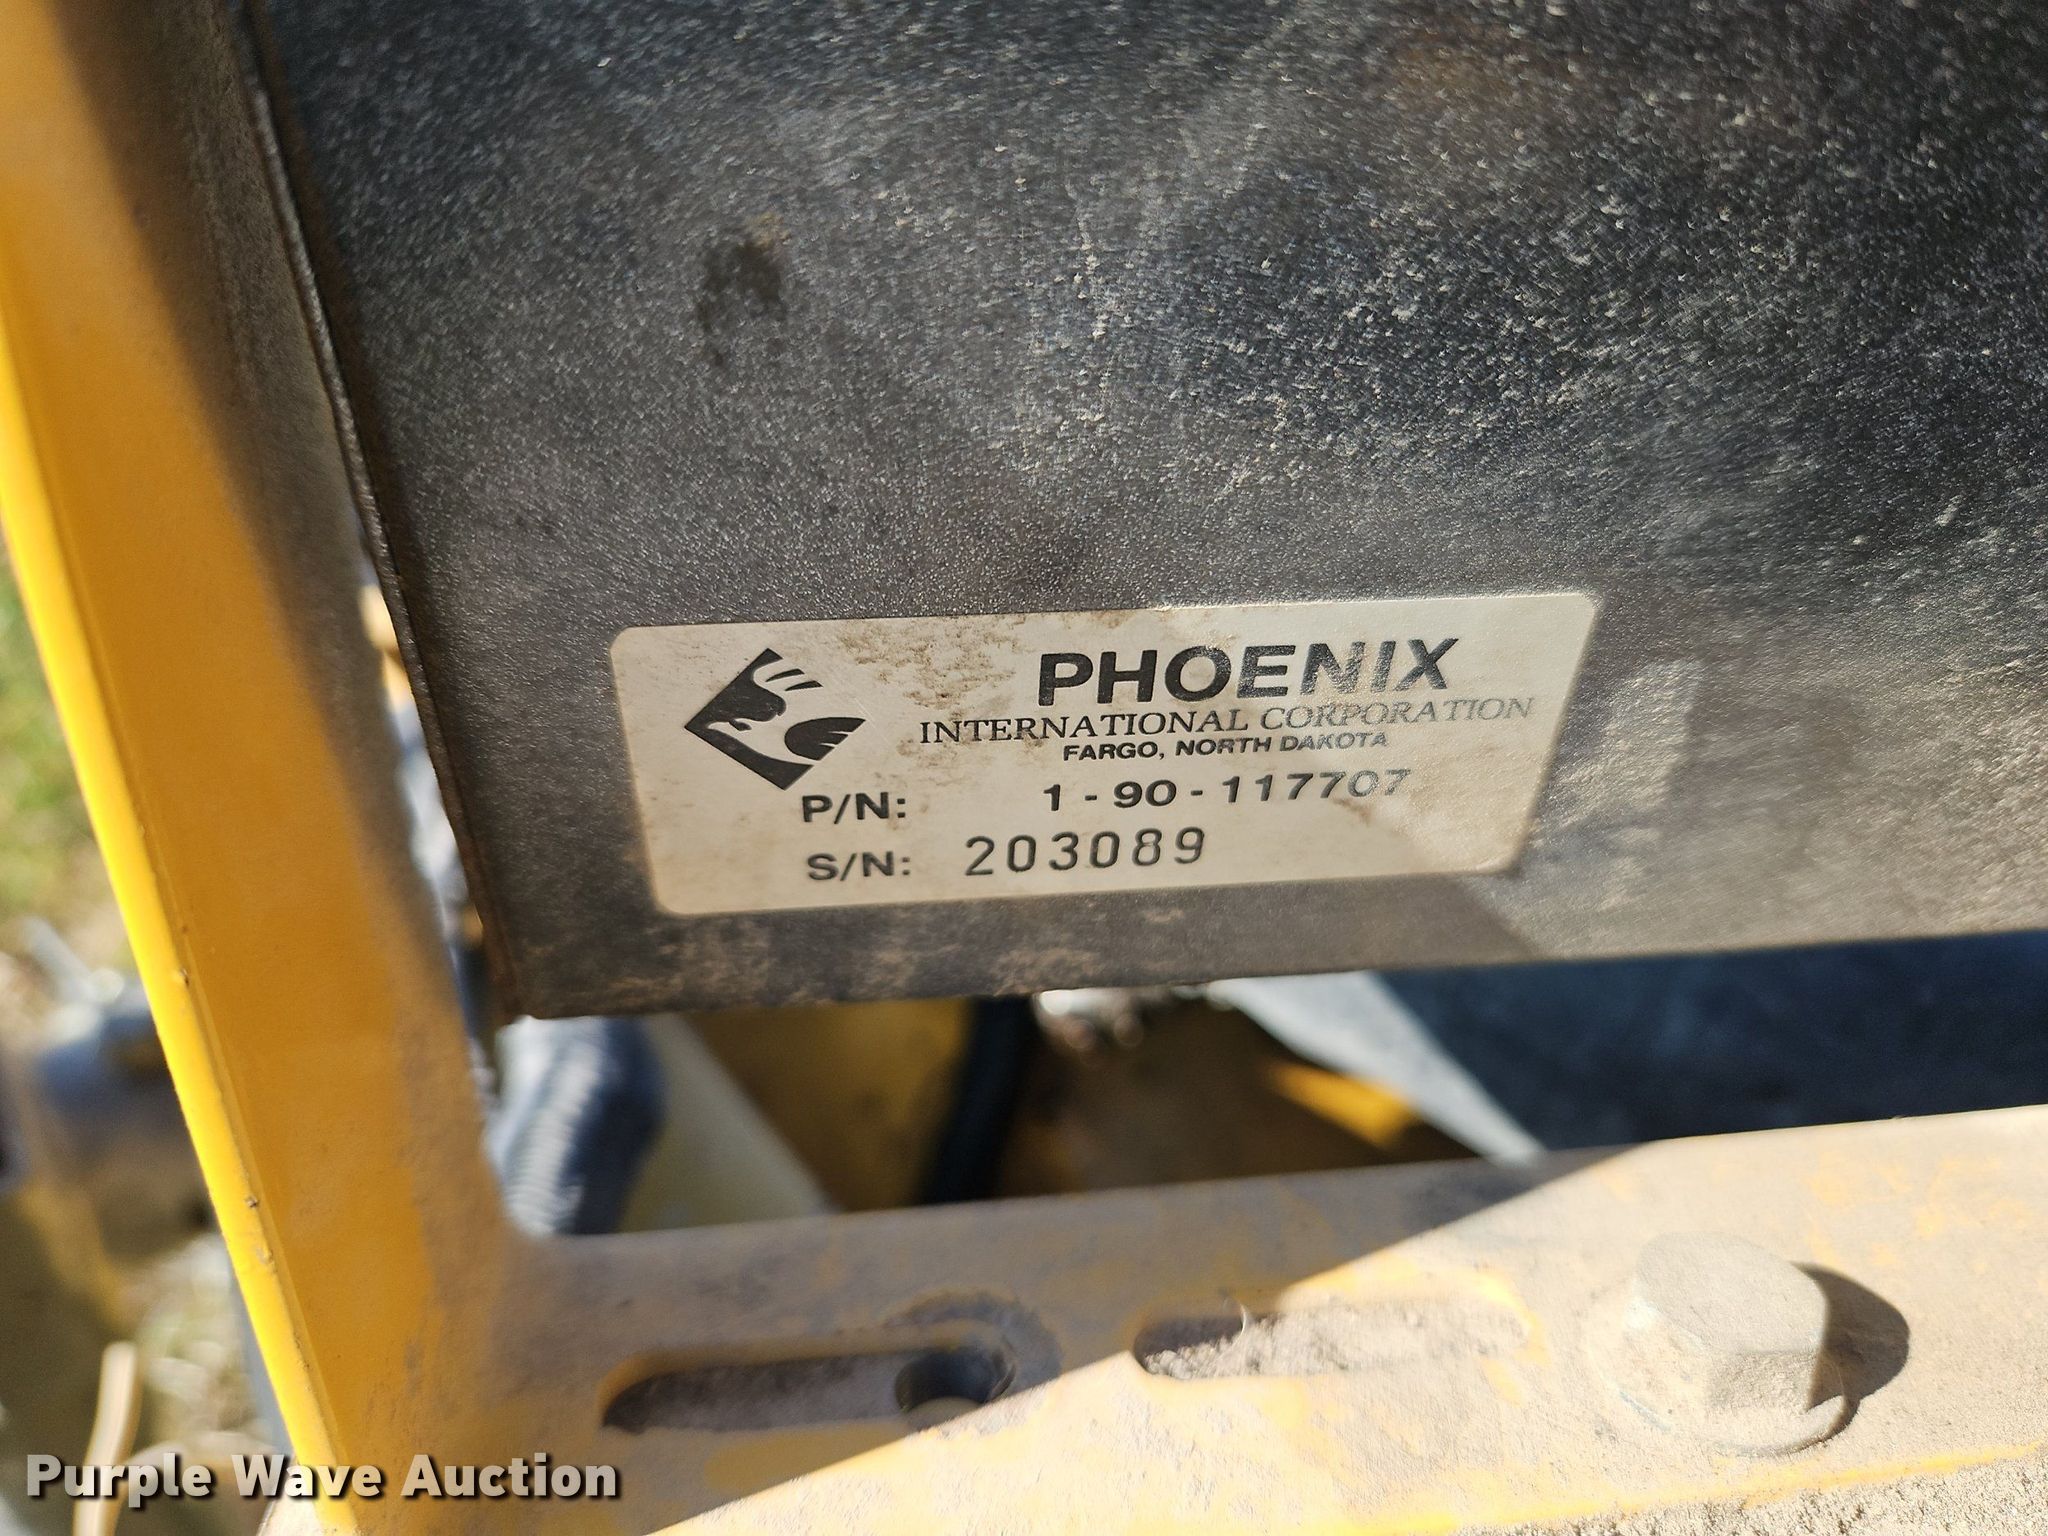 PHOENIX
INTERNATIONAL CORPORATION
FARGO, NORTH DAKOTA
P/N: 1-90-117707
S/N: 203089
Purple Wave Auction